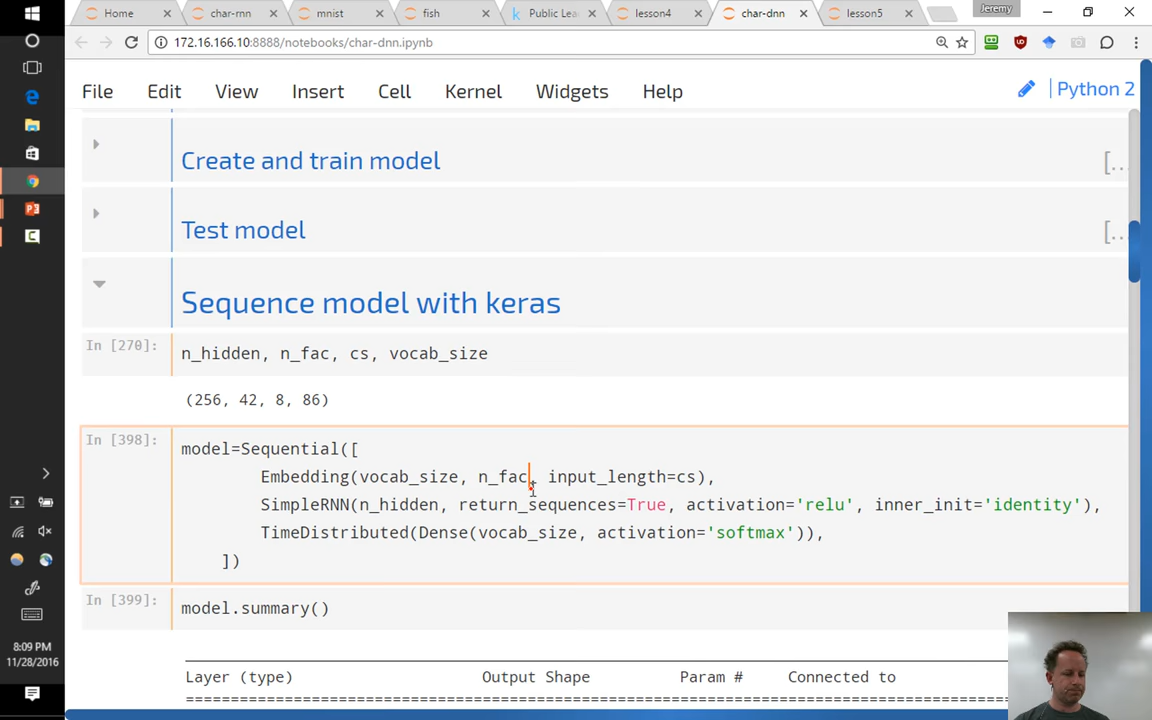 Home
char-rnn
mnist
fish
Public Lea
lesson4
char-dnn
lesson5
Jeremy
172.16.166.10:8888/notebooks/char-dnn.ipynb
File Edit View Insert Cell Kernel Widgets Help
Python 2
Create and train model
[...
Test model
[...
Sequence model with keras
In [270]:
n_hidden, n_fac, cs, vocab_size
(256, 42, 8, 86)
In [398]:
model=Sequential([
Embedding(vocab_size, n_fac, input_length=cs),
SimpleRNN(n_hidden, return_sequences=True, activation='relu', inner_init='identity'),
TimeDistributed(Dense(vocab_size, activation='softmax')),
])
In [399]:
model.summary()
Layer (type) Output Shape Param # Connected to
====================================================================
8:09 PM
11/28/2016